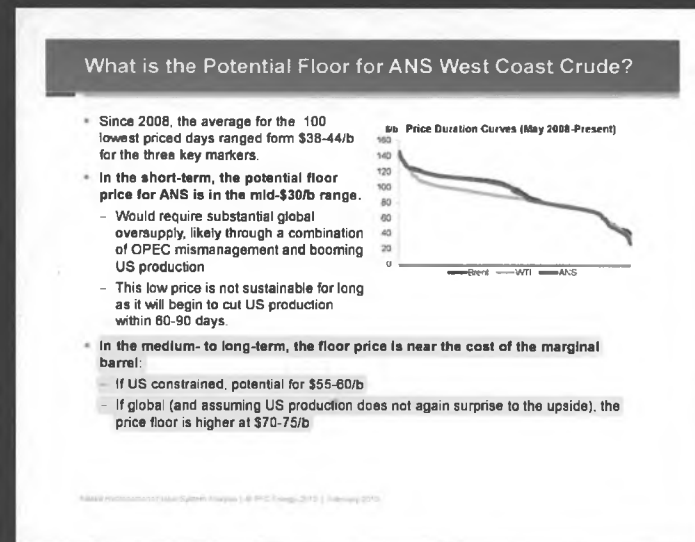 What is the Potential Floor for ANS West Coast Crude?
Since 2008, the average for the 100
lowest priced days ranged form $38-44/b
for the three key markers.
In the short-term, the potential floor
price for ANS is in the mid-$30/b range.
– Would require substantial global
oversupply, likely through a combination
of OPEC mismanagement and booming
US production
– This low price is not sustainable for long
as it will begin to cut US production
within 60-90 days.
$/b Price Duration Curves (May 2008-Present)
160
140
120
100
80
60
40
20
0
Brent WTI ANS
In the medium- to long-term, the floor price is near the cost of the marginal
barrel:
– If US constrained, potential for $55-60/b
– If global (and assuming US production does not again surprise to the upside), the
price floor is higher at $70-75/b
System PFC Energy February